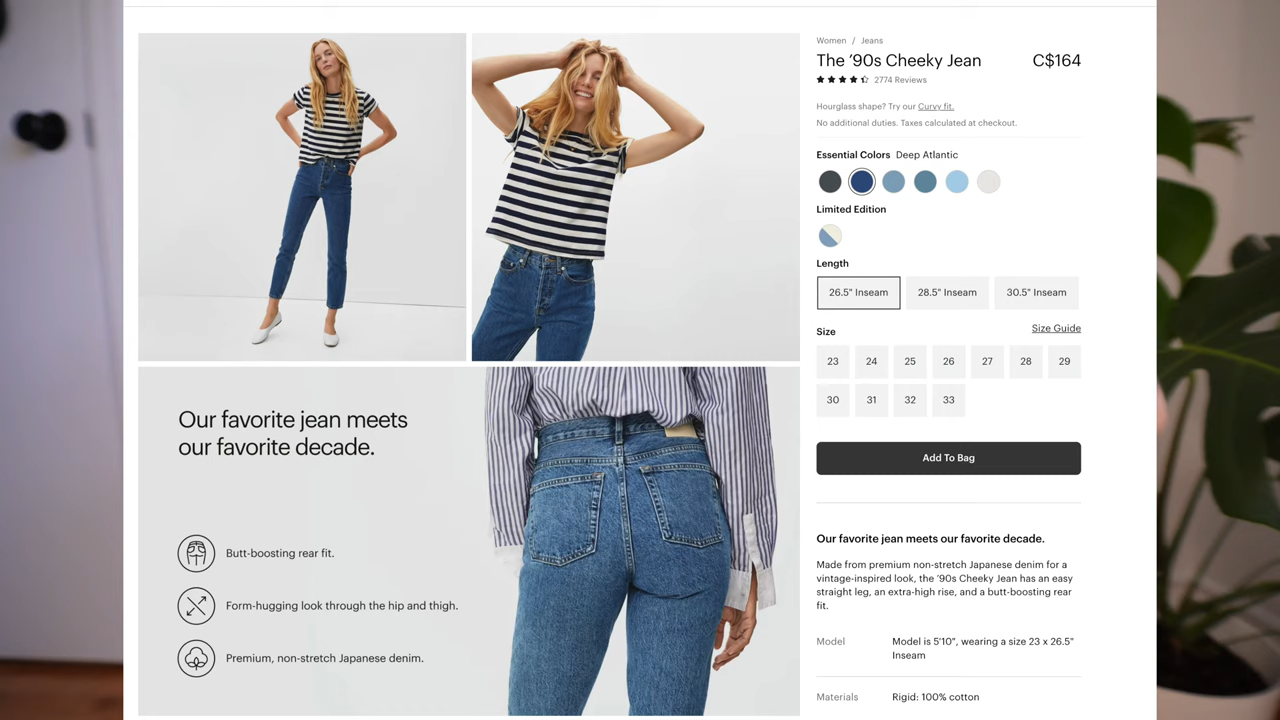 Women / Jeans
The ’90s Cheeky Jean C$164
2774 Reviews
Hourglass shape? Try our Curvy fit.
No additional duties. Taxes calculated at checkout.
Essential Colors Deep Atlantic
Limited Edition
Length
26.5" Inseam 28.5" Inseam 30.5" Inseam
Size Size Guide
23 24 25 26 27 28 29
30 31 32 33
Add To Bag
Our favorite jean meets our favorite decade.
Made from premium non-stretch Japanese denim for a
vintage-inspired look, the ’90s Cheeky Jean has an easy
straight leg, an extra-high rise, and a butt-boosting rear
fit.
Model Model is 5'10", wearing a size 23 x 26.5"
Inseam
Materials Rigid: 100% cotton
Our favorite jean meets
our favorite decade.
Butt-boosting rear fit.
Form-hugging look through the hip and thigh.
Premium, non-stretch Japanese denim.